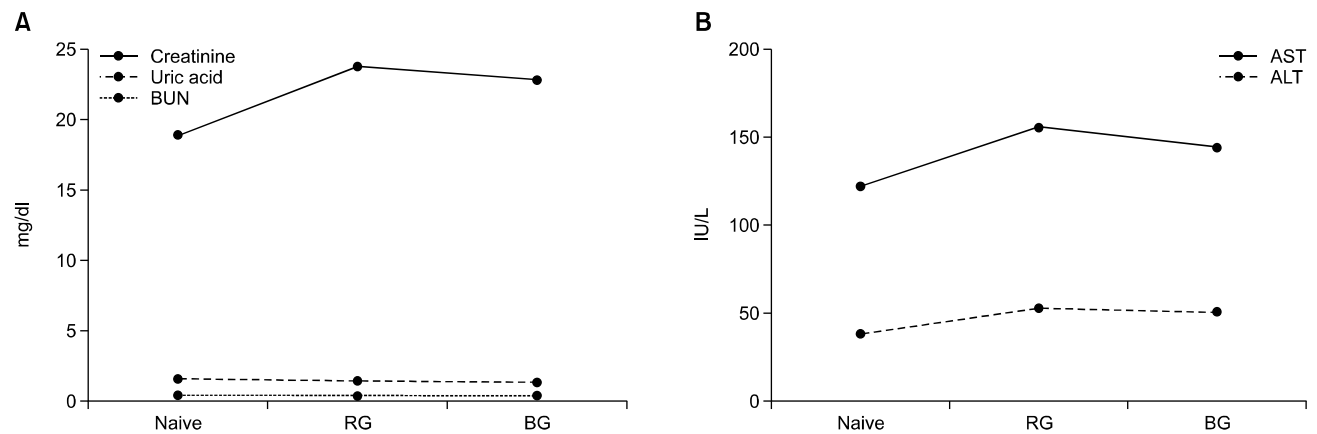 A
25
20
15
10
5
0
mg/dl
Creatinine
Uric acid
BUN
Naive RG BG
B
200
150
100
50
0
IU/L
AST
ALT
Naive RG BG